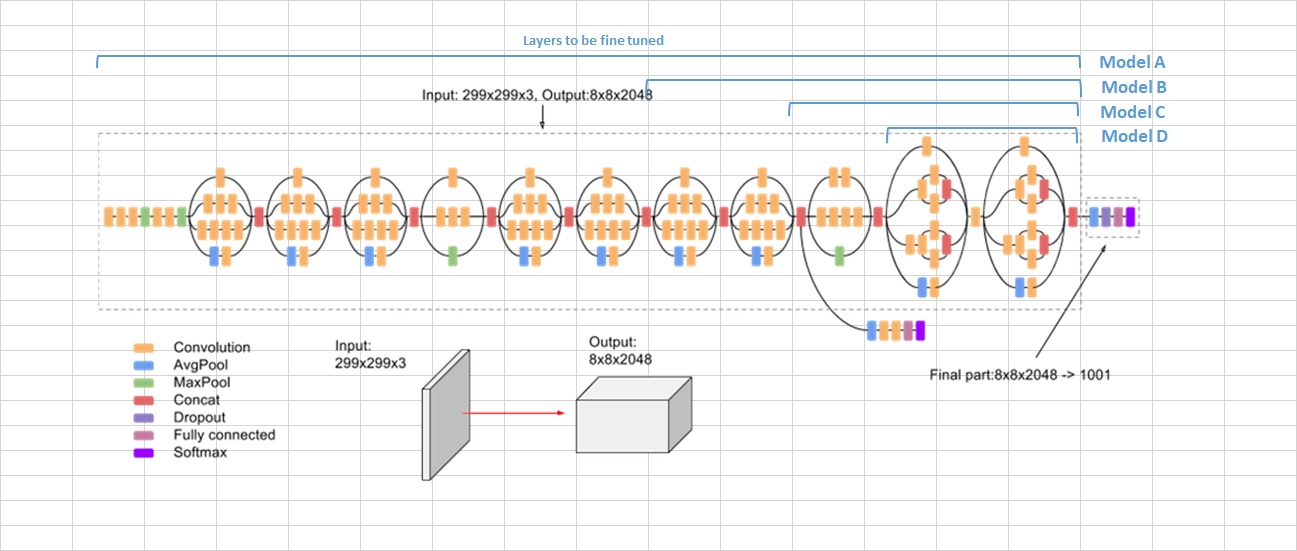 Layers to be fine tuned
Model A
Model B
Input: 299x299x3, Output:8x8x2048
Model C
Model D
Input:
299x299x3
Output:
8x8x2048
Convolution
AvgPool
MaxPool
Concat
Dropout
Fully connected
Softmax
Final part:8x8x2048 -> 1001